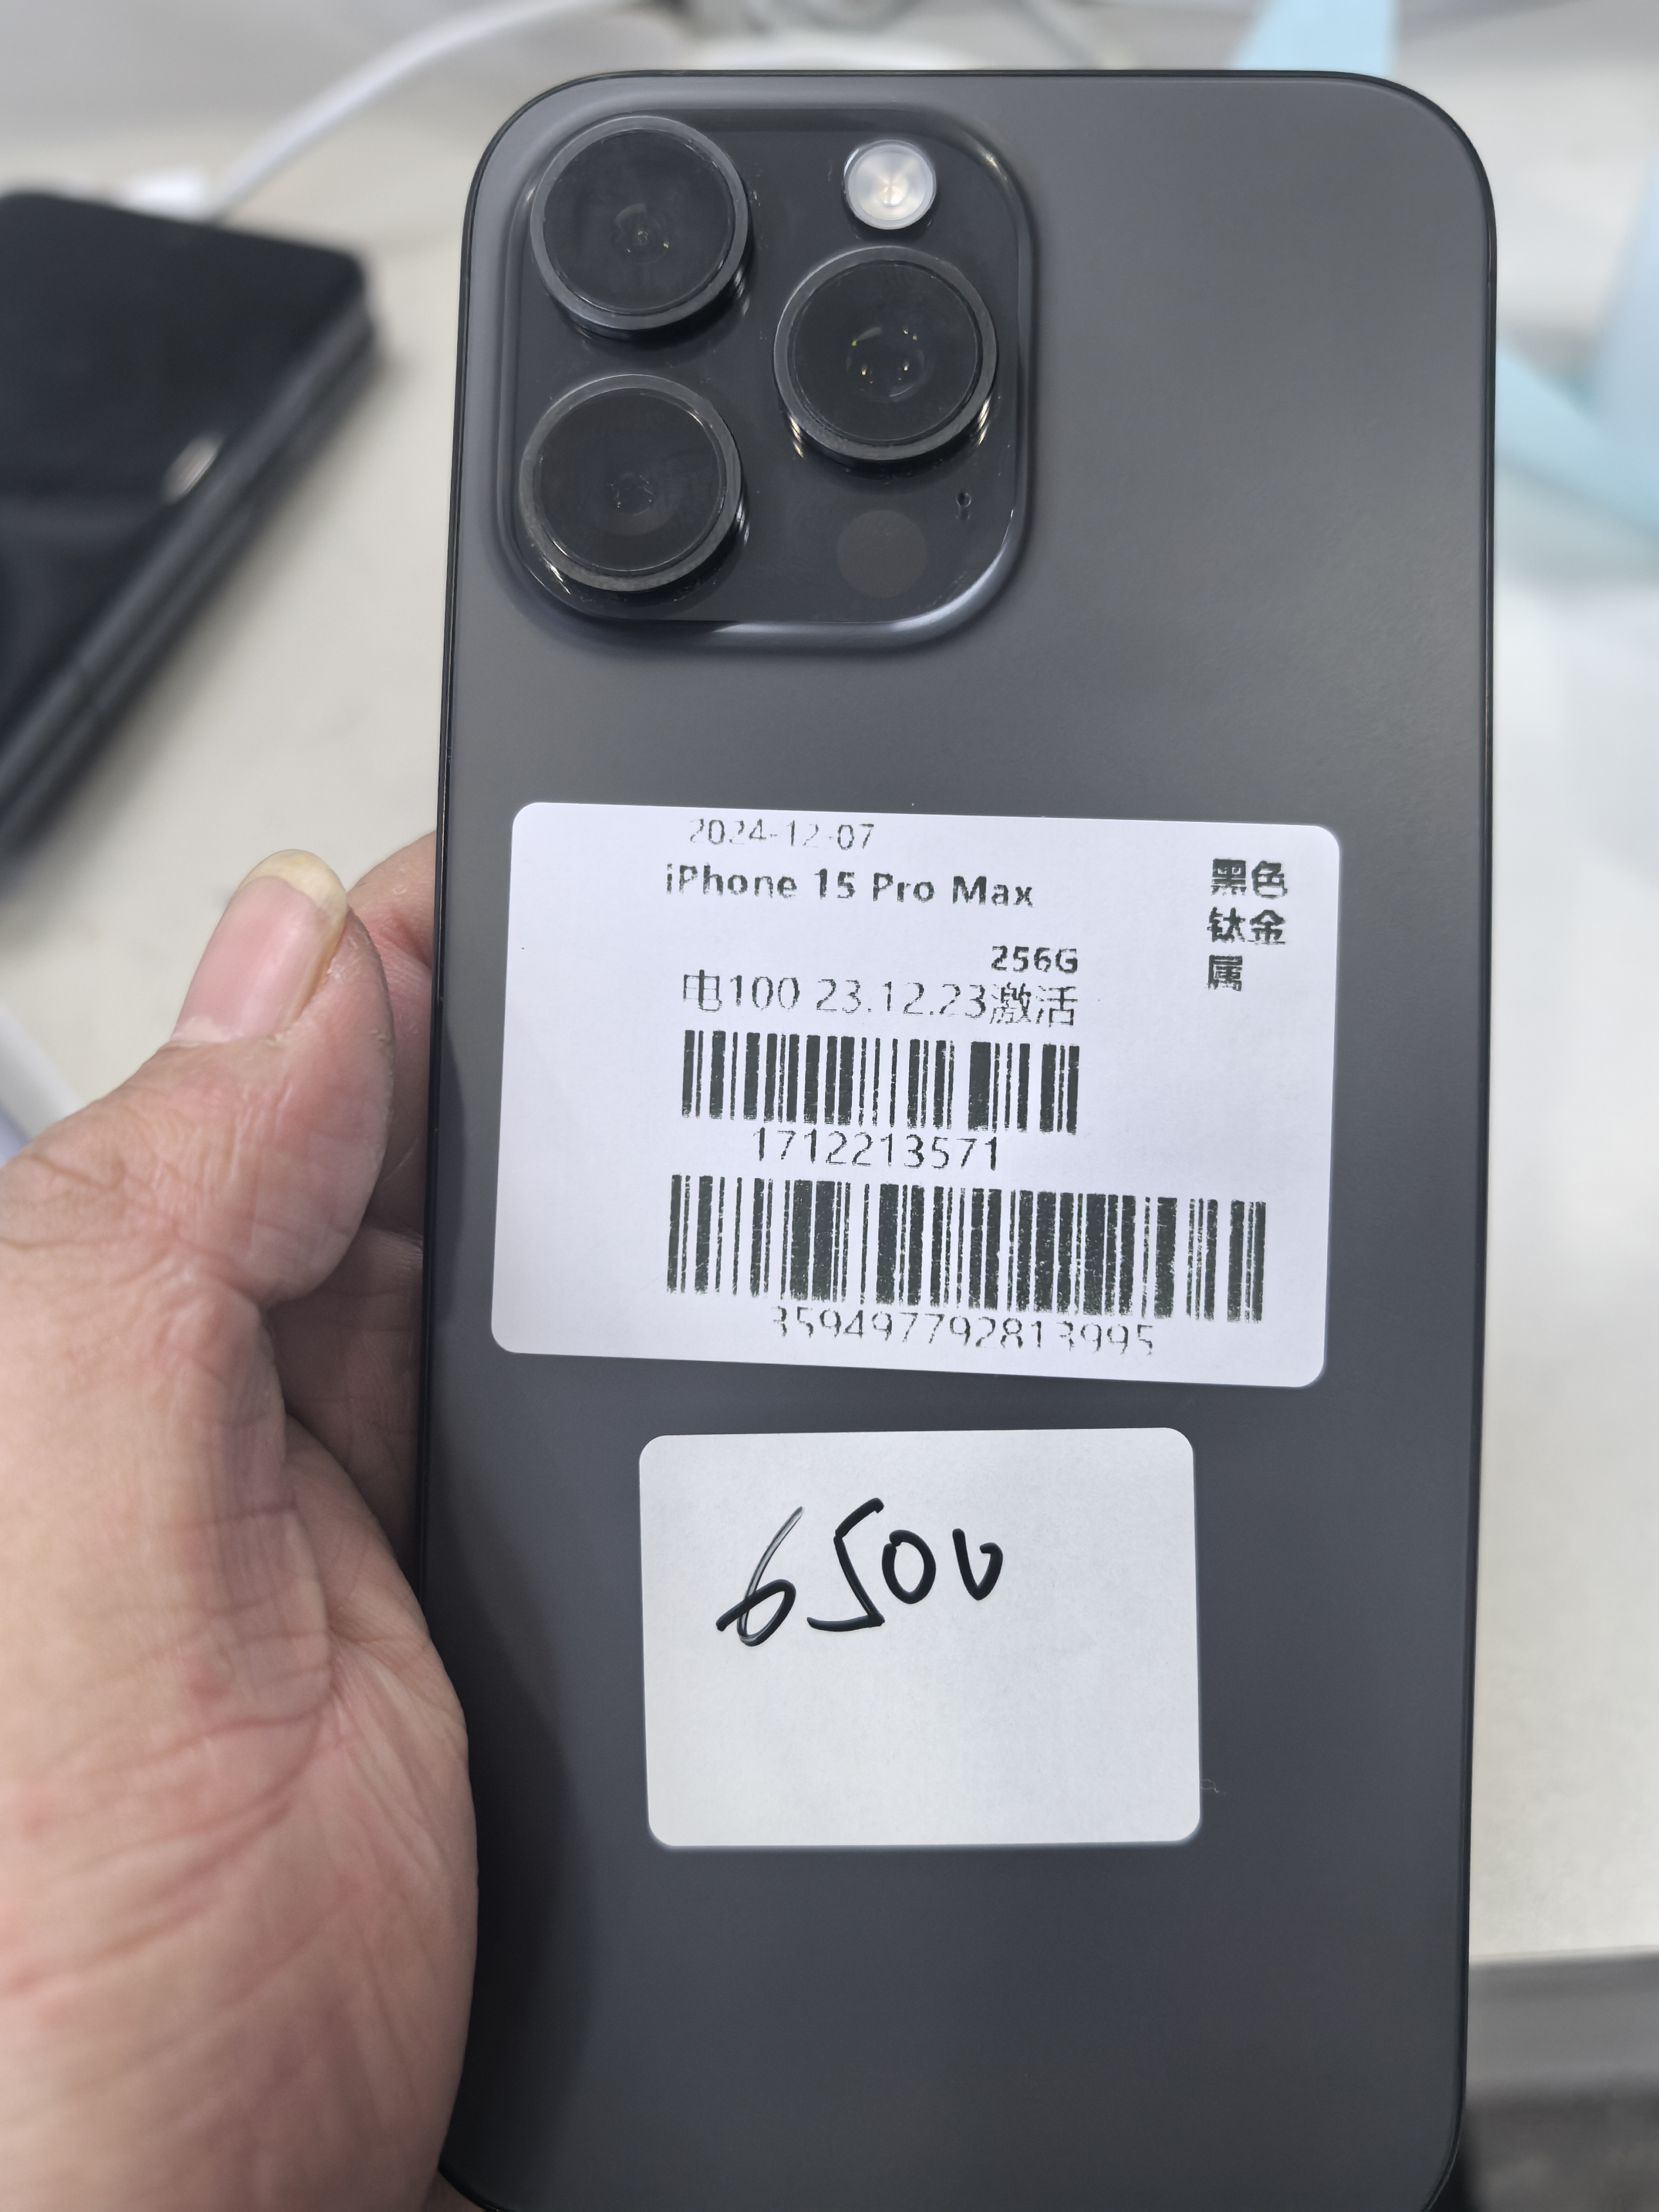 2024-12-07
iPhone 15 Pro Max
黑色
钛金
属
256G
电100 23.12.23激活
1712213571
359497792813995
6500